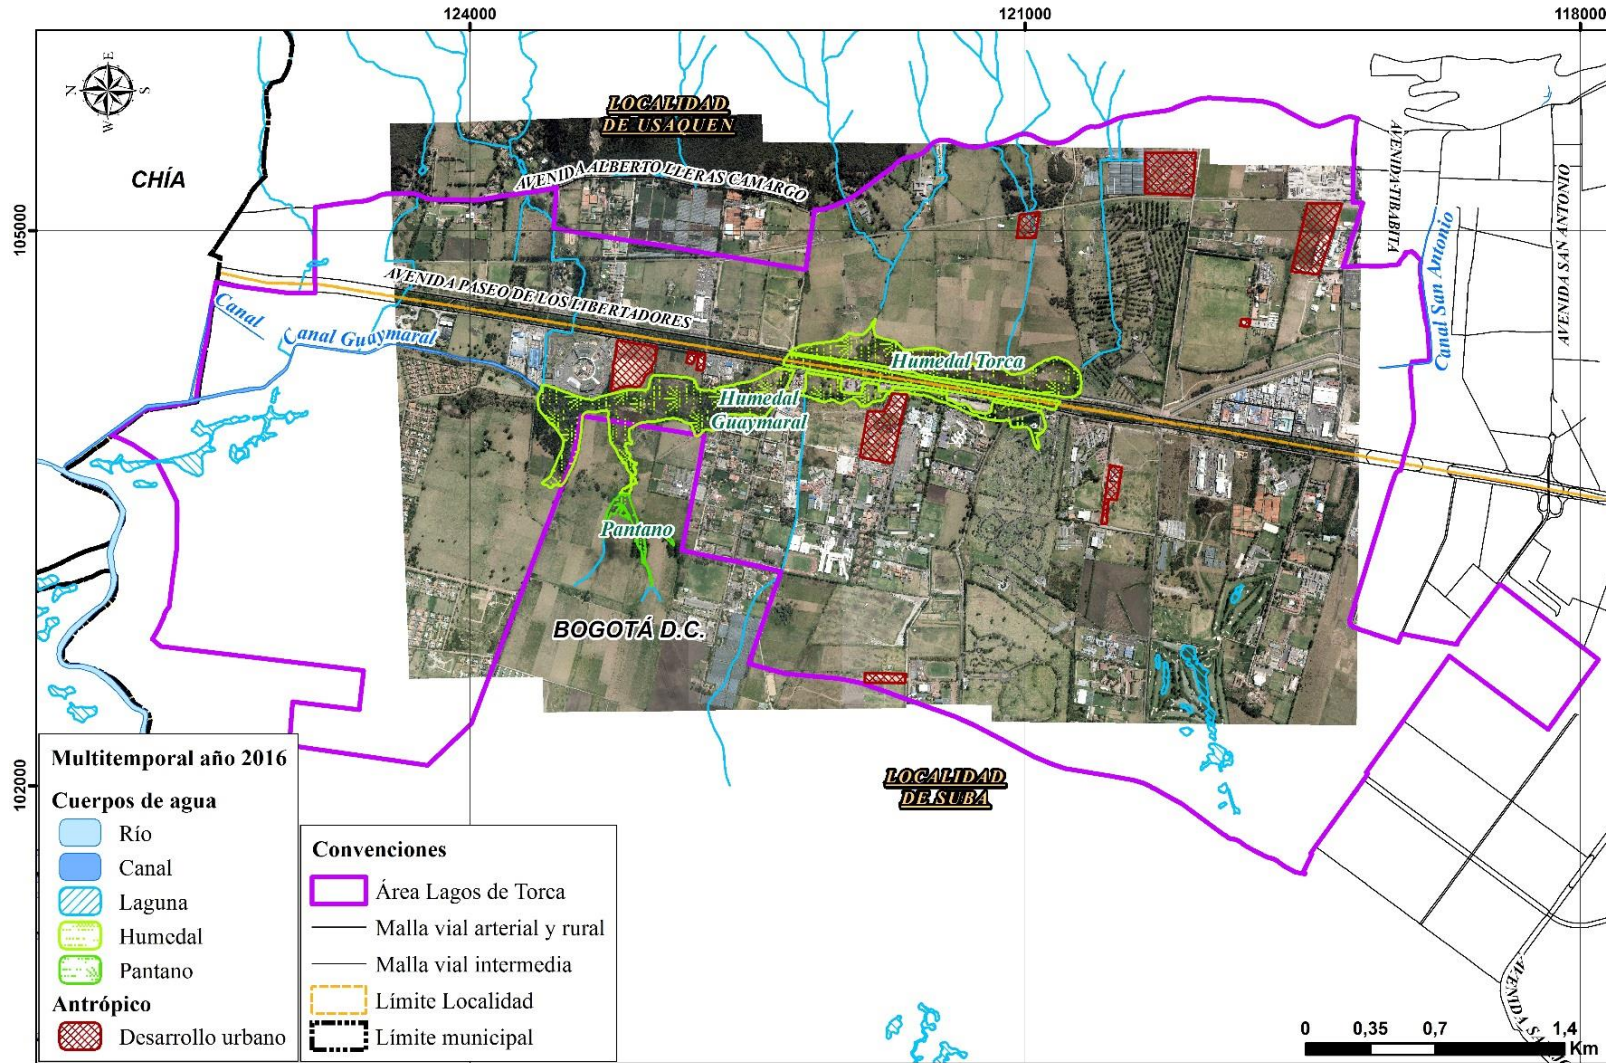 124000
121000
118000
N
E
S
W
CHÍA
LOCALIDAD
DE USAQUEN
AVENIDA ALBERTO LLERAS CAMARGO
AVENIDA TIBABITA
AVENIDA SAN ANTONIO
Canal San Antonio
105000
AVENIDA PASEO DE LOS LIBERTADORES
Canal
Canal Guaymaral
Humedal Torca
Humedal
Guaymaral
Pantano
BOGOTÁ D.C.
LOCALIDAD
DE SUBA
102000
Multitemporal año 2016
Cuerpos de agua
Río
Canal
Laguna
Humedal
Pantano
Antrópico
Desarrollo urbano
Convenciones
Área Lagos de Torca
Malla vial arterial y rural
Malla vial intermedia
Límite Localidad
Límite municipal
AVENIDA
0 0,35 0,7 1,4
Km